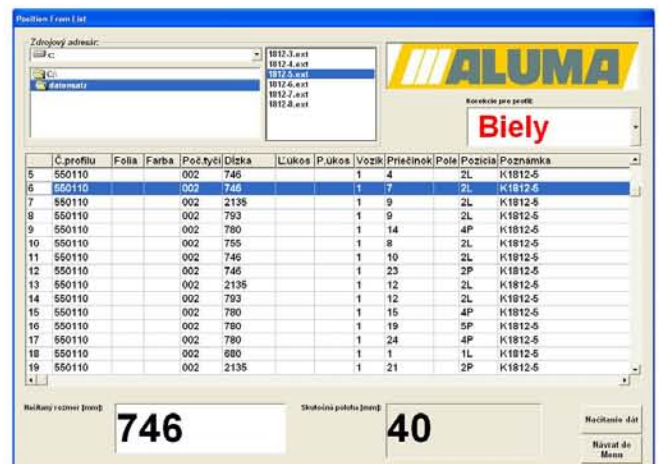 Position From List
Zdrojový adresár:
c:
C:\
datensatz
1812-3.ext
1812-4.ext
1812-5.ext
1812-6.ext
1812-7.ext
1812-8.ext
ALUMA
Korekcie pre profil:
Biely
Č.profilu Folia Farba Poč.tyčí Dĺzka Ľ.úkos P.úkos Vozik Priečinok Pole Pozícia Poznámka
5 550110 002 746 1 4 2L K1812-5
6 550110 002 746 1 7 2L K1812-5
7 550110 002 2135 1 9 2L K1812-5
8 550110 002 793 1 9 2L K1812-5
9 550110 002 780 1 14 4P K1812-5
10 550110 002 755 1 8 2L K1812-5
11 550110 002 746 1 10 2L K1812-5
12 550110 002 746 1 23 2P K1812-5
13 550110 002 2135 1 12 2L K1812-5
14 550110 002 793 1 12 2L K1812-5
15 550110 002 780 1 15 4P K1812-5
16 550110 002 780 1 19 5P K1812-5
17 550110 002 780 1 24 4P K1812-5
18 550110 002 680 1 1 1L K1812-5
19 550110 002 2135 1 21 2P K1812-5
Načítaný rozmer [mm]:
746
Skutočná poloha [mm]:
40
Načítanie dát
Návrat do
Menu